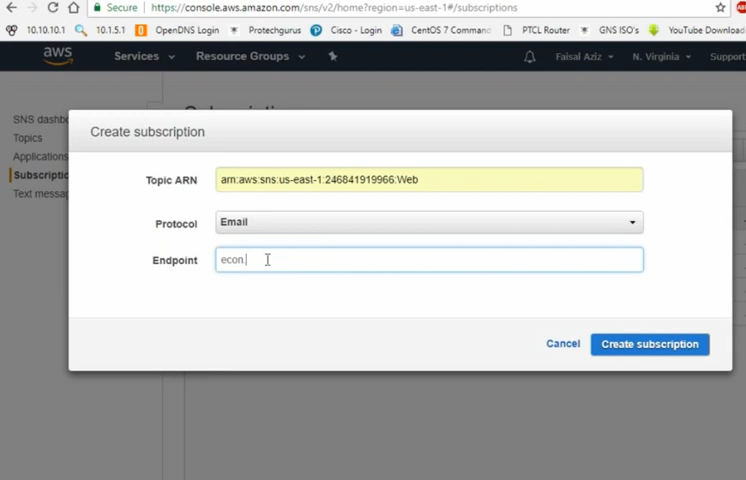 Secure https://console.aws.amazon.com/sns/v2/home?region=us-east-1#/subscriptions
10.10.10.1 10.1.5.1 OpenDNS Login Protechgurus Cisco - Login CentOS 7 Command PTCL Router GNS ISO's YouTube Download
aws Services Resource Groups Faisal Aziz N. Virginia Support
SNS dashbo
Topics
Applications
Subscriptio
Text messag
Create subscription
Topic ARN arn:aws:sns:us-east-1:246841919966:Web
Protocol Email
Endpoint econ
Cancel Create subscription